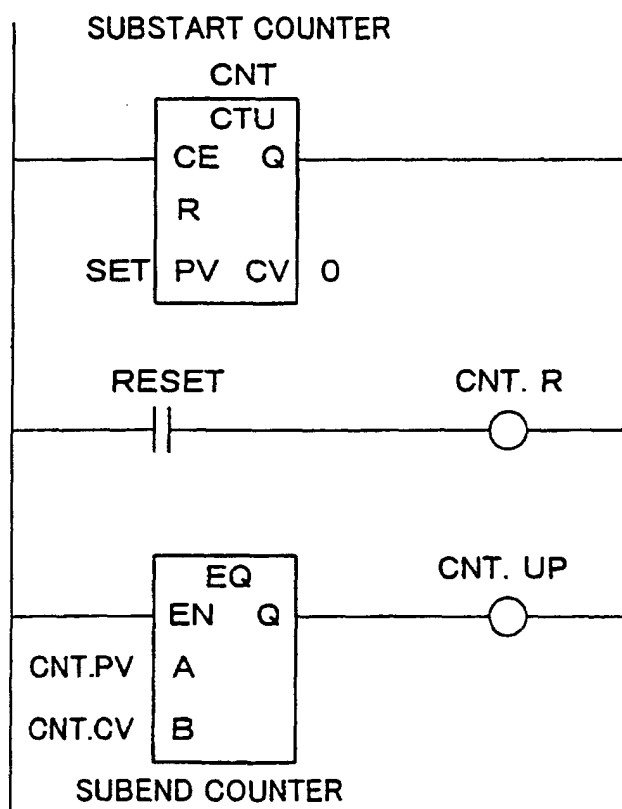 SUBSTART COUNTER
CNT
CTU
CE Q
R
SET PV CV 0
RESET CNT. R
EQ CNT. UP
EN Q
CNT.PV A
CNT.CV B
SUBEND COUNTER